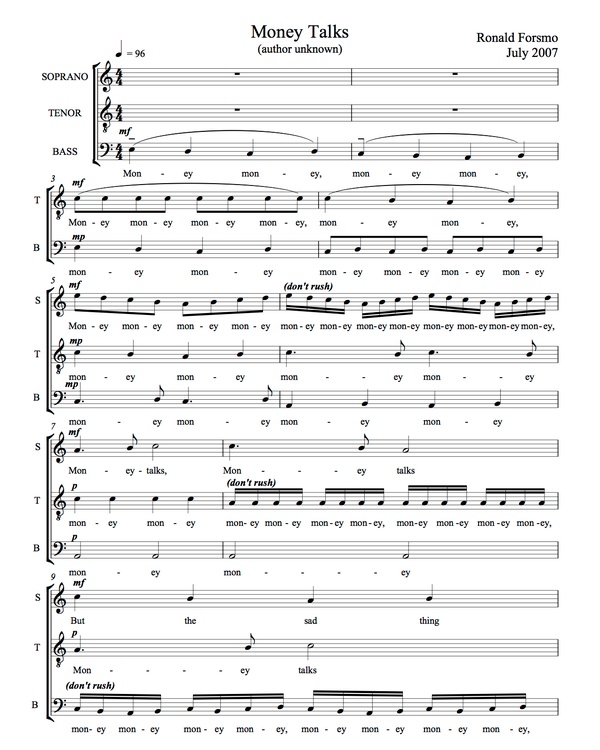 Money Talks
(author unknown)
Ronald Forsmo
July 2007
= 96
SOPRANO
TENOR
mf
BASS
Mon - ey mon - ey, mon - ey mon - ey,
3
mf
T
Mon-ey mon - ey mon-ey mon-ey, mon - ey mon - ey,
mp
B
mon - ey mon - ey mon-ey mon-ey mon-ey mon-ey
5
mf
(don't rush)
S
Mon-ey mon-ey mon-ey mon-ey mon-ey mon-ey mon-ey mon-ey mon-ey mon-ey mon-ey mon-ey,
mp
T
mon - ey mon - ey mon - ey mon - ey
mp
B
mon - ey mon - ey mon - ey mon - ey
7
mf
S
Mon - ey - talks, Mon - - ey talks
p
(don't rush)
T
mon - ey mon - ey mon-ey, mon-ey mon-ey mon-ey, mon-ey, mon-ey mon-ey mon-ey,
p
B
mon - - - ey mon - - - ey
9
mf
S
But the sad thing
p
T
Mon - - - - ey talks
(don't rush)
B
mon-ey mon-ey, mon-ey mon-ey, mon-ey mon-ey, mon-ey mon-ey,